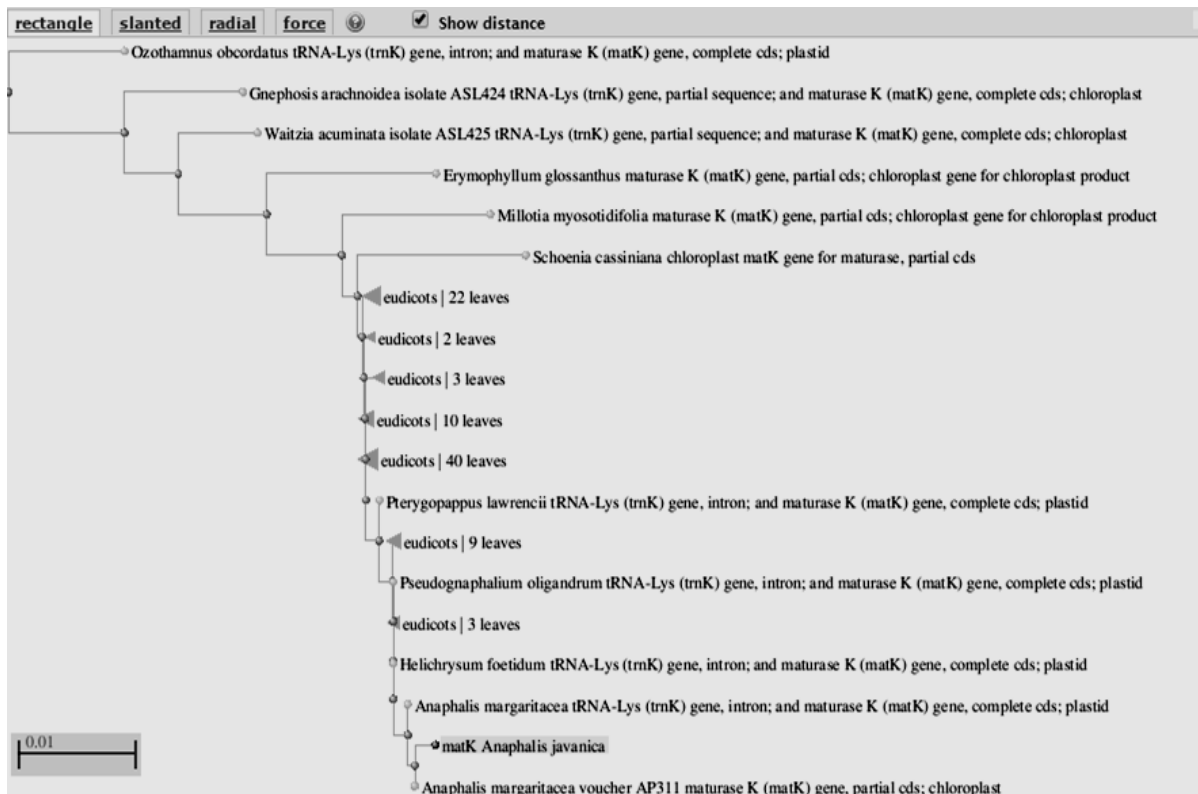 rectangle slanted radial force Show distance
Ozothamnus obcordatus tRNA-Lys (trnK) gene, intron; and maturase K (matK) gene, complete cds; plastid
Gnephosis arachnoidea isolate ASL424 tRNA-Lys (trnK) gene, partial sequence; and maturase K (matK) gene, complete cds; chloroplast
Waitzia acuminata isolate ASL425 tRNA-Lys (trnK) gene, partial sequence; and maturase K (matK) gene, complete cds; chloroplast
Erymophyllum glossanthus maturase K (matK) gene, partial cds; chloroplast gene for chloroplast product
Millotia myosotidifolia maturase K (matK) gene, partial cds; chloroplast gene for chloroplast product
Schoenia cassiniana chloroplast matK gene for maturase, partial cds
eudicots | 22 leaves
eudicots | 2 leaves
eudicots | 3 leaves
eudicots | 10 leaves
eudicots | 40 leaves
Pterygopappus lawrencii tRNA-Lys (trnK) gene, intron; and maturase K (matK) gene, complete cds; plastid
eudicots | 9 leaves
Pseudognaphalium oligandrum tRNA-Lys (trnK) gene, intron; and maturase K (matK) gene, complete cds; plastid
eudicots | 3 leaves
Helichrysum foetidum tRNA-Lys (trnK) gene, intron; and maturase K (matK) gene, complete cds; plastid
Anaphalis margaritacea tRNA-Lys (trnK) gene, intron; and maturase K (matK) gene, complete cds; plastid
0.01
matK Anaphalis javanica
Anaphalis margaritacea voucher AP311 maturase K (matK) gene, partial cds; chloroplast